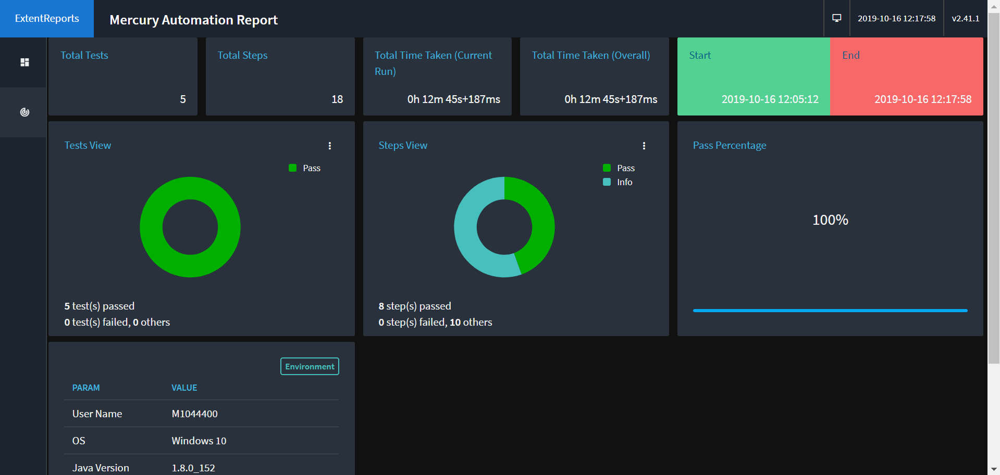 ExtentReports
Mercury Automation Report
2019-10-16 12:17:58
v2.41.1
Total Tests
5
Total Steps
18
Total Time Taken (Current
Run)
0h 12m 45s+187ms
Total Time Taken (Overall)
0h 12m 45s+187ms
Start
2019-10-16 12:05:12
End
2019-10-16 12:17:58
Tests View
Pass
5 test(s) passed
0 test(s) failed, 0 others
Steps View
Pass
Info
8 step(s) passed
0 step(s) failed, 10 others
Pass Percentage
100%
Environment
PARAM VALUE
User Name M1044400
OS Windows 10
Java Version 1.8.0_152